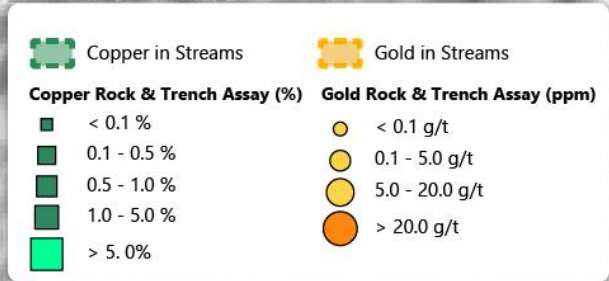 Copper in Streams
Gold in Streams
Copper Rock & Trench Assay (%)
Gold Rock & Trench Assay (ppm)
< 0.1 %
0.1 - 0.5 %
0.5 - 1.0 %
1.0 - 5.0 %
> 5. 0%
< 0.1 g/t
0.1 - 5.0 g/t
5.0 - 20.0 g/t
> 20.0 g/t